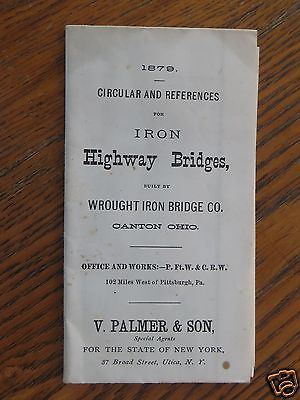 1879.
CIRCULAR AND REFERENCES
FOR
IRON
Highway Bridges,
BUILT BY
WROUGHT IRON BRIDGE CO.
CANTON OHIO.
OFFICE AND WORKS:—P. Ft. W. & C. R. W.
102 Miles West of Pittsburgh, Pa.
V. PALMER & SON,
Special Agents
FOR THE STATE OF NEW YORK,
37 Broad Street, Utica, N. Y.
ebay